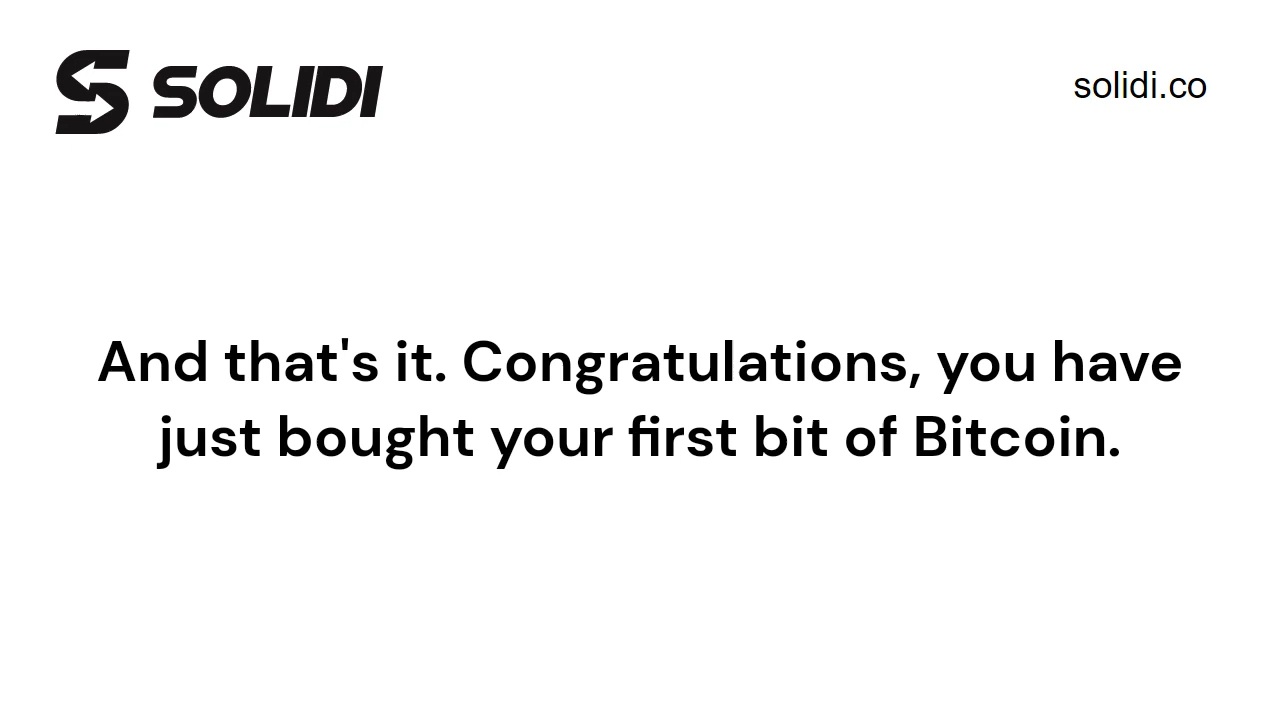 SOLIDI
solidi.co
And that's it. Congratulations, you have
just bought your first bit of Bitcoin.